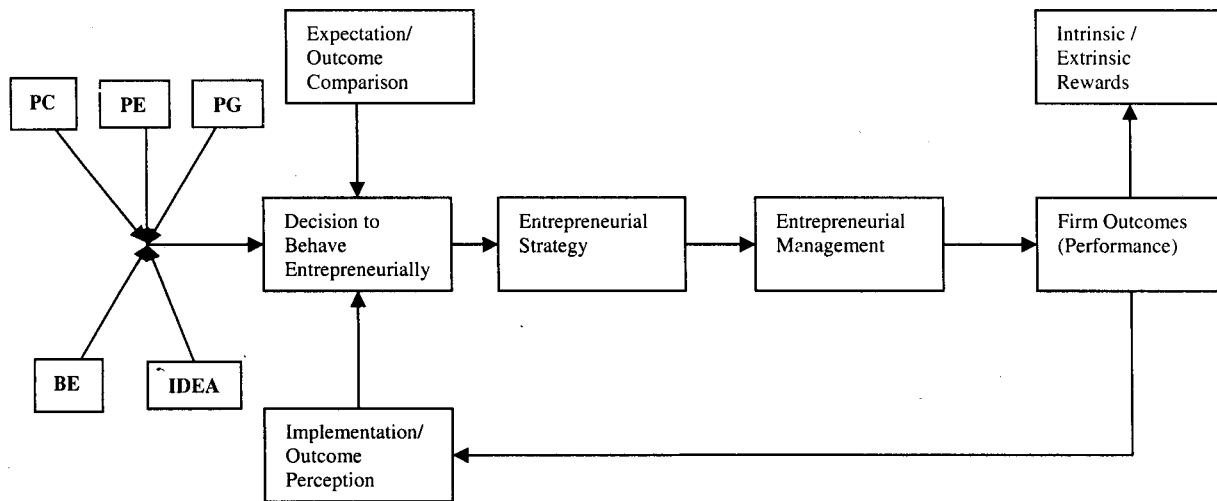 Expectation/
Outcome
Comparison
Intrinsic /
Extrinsic
Rewards
PC
PE
PG
Decision to
Behave
Entrepreneurially
Entrepreneurial
Strategy
Entrepreneurial
Management
Firm Outcomes
(Performance)
BE
IDEA
Implementation/
Outcome
Perception